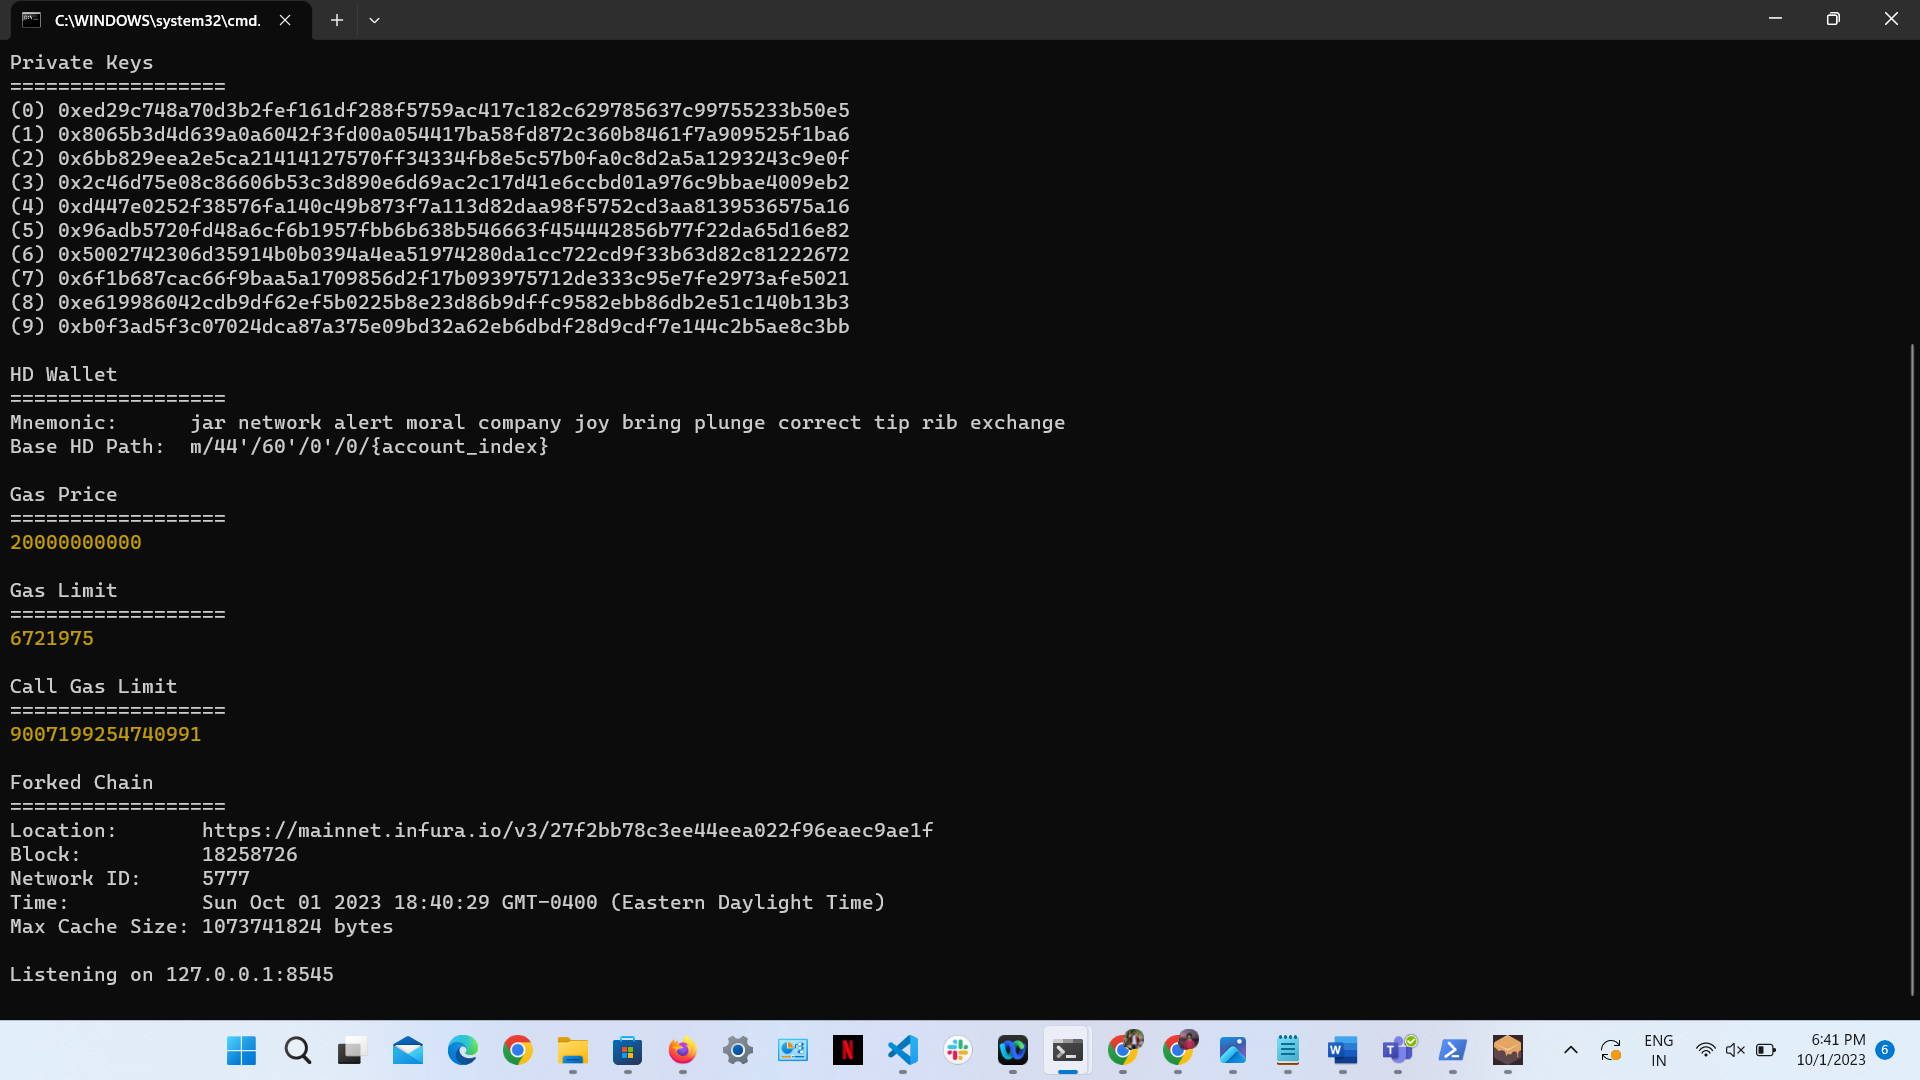 C:\WINDOWS\system32\cmd.
Private Keys
==================
(0) 0xed29c748a70d3b2fef161df288f5759ac417c182c629785637c99755233b50e5
(1) 0x8065b3d4d639a0a6042f3fd00a054417ba58fd872c360b8461f7a909525f1ba6
(2) 0x6bb829eea2e5ca21414127570ff34334fb8e5c57b0fa0c8d2a5a1293243c9e0f
(3) 0x2c46d75e08c86606b53c3d890e6d69ac2c17d41e6ccbd01a976c9bbae4009eb2
(4) 0xd447e0252f38576fa140c49b873f7a113d82daa98f5752cd3aa8139536575a16
(5) 0x96adb5720fd48a6cf6b1957fbb6b638b546663f454442856b77f22da65d16e82
(6) 0x5002742306d35914b0b0394a4ea51974280da1cc722cd9f33b63d82c81222672
(7) 0x6f1b687cac66f9baa5a1709856d2f17b093975712de333c95e7fe2973afe5021
(8) 0xe619986042cdb9df62ef5b0225b8e23d86b9dffc9582ebb86db2e51c140b13b3
(9) 0xb0f3ad5f3c07024dca87a375e09bd32a62eb6dbdf28d9cdf7e144c2b5ae8c3bb
HD Wallet
==================
Mnemonic:      jar network alert moral company joy bring plunge correct tip rib exchange
Base HD Path:  m/44'/60'/0'/0/{account_index}
Gas Price
==================
20000000000
Gas Limit
==================
6721975
Call Gas Limit
==================
9007199254740991
Forked Chain
==================
Location:       https://mainnet.infura.io/v3/27f2bb78c3ee44eea022f96eaec9ae1f
Block:          18258726
Network ID:     5777
Time:           Sun Oct 01 2023 18:40:29 GMT-0400 (Eastern Daylight Time)
Max Cache Size: 1073741824 bytes
Listening on 127.0.0.1:8545
ENG
IN
6:41 PM
10/1/2023
6